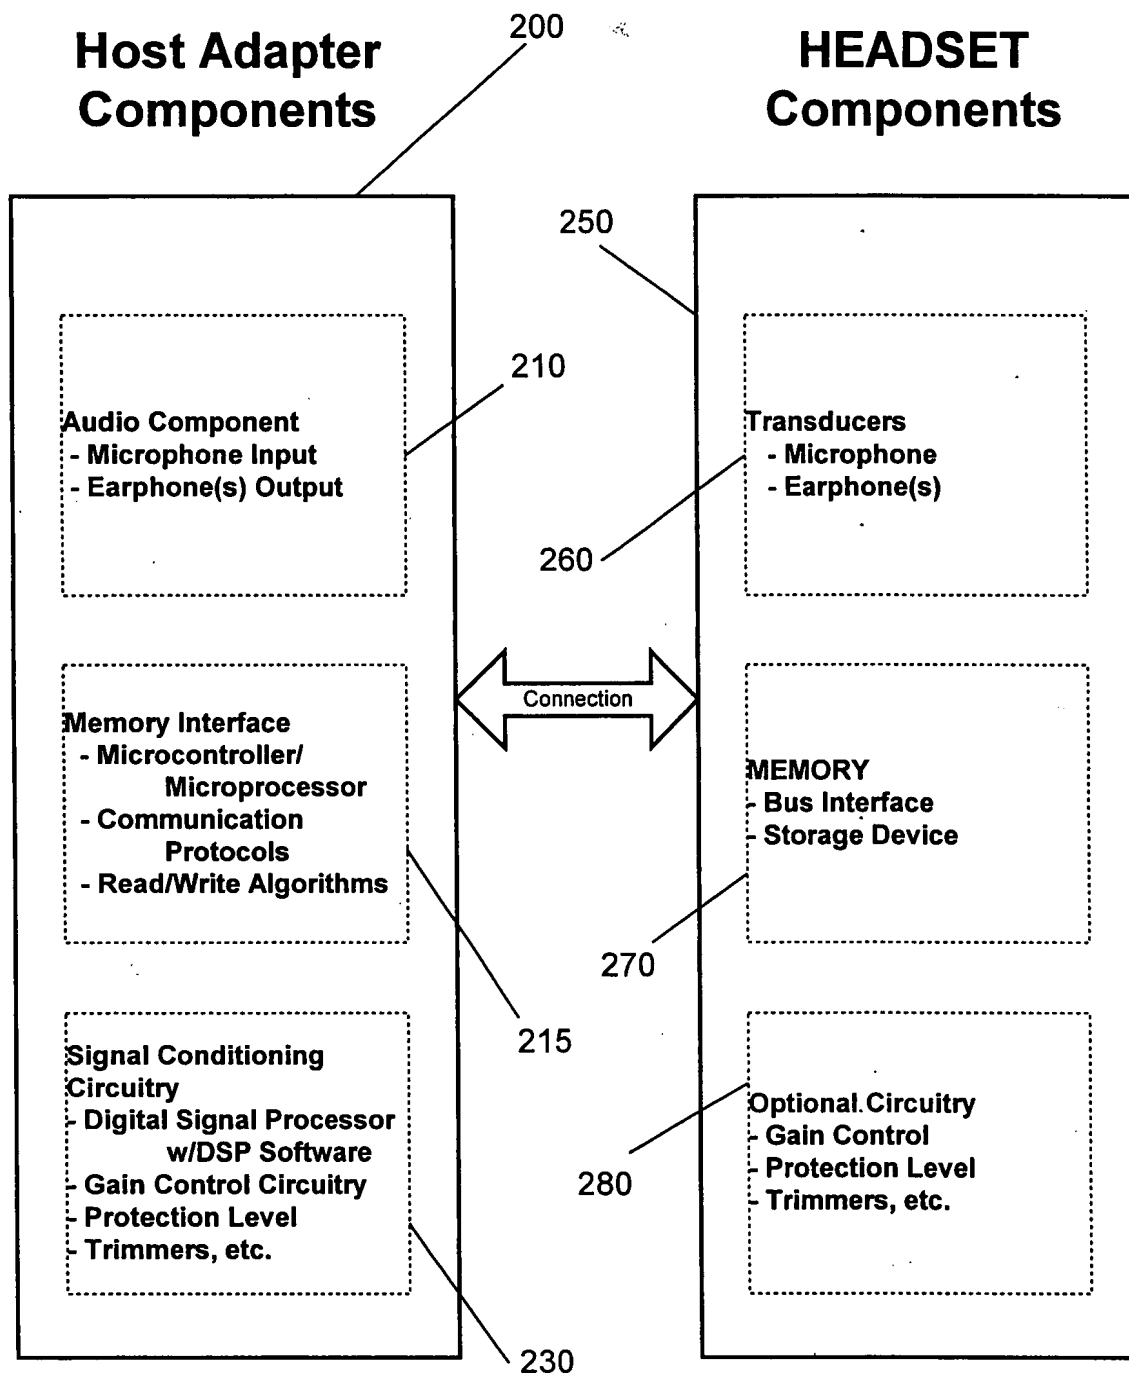 Host Adapter
Components
200
HEADSET
Components
250
210
Audio Component
- Microphone Input
- Earphone(s) Output
Transducers
- Microphone
- Earphone(s)
260
Connection
Memory Interface
- Microcontroller/
Microprocessor
- Communication
Protocols
- Read/Write Algorithms
MEMORY
- Bus Interface
- Storage Device
270
215
Signal Conditioning
Circuitry
- Digital Signal Processor
w/DSP Software
- Gain Control Circuitry
- Protection Level
- Trimmers, etc.
Optional Circuitry
- Gain Control
- Protection Level
- Trimmers, etc.
280
230